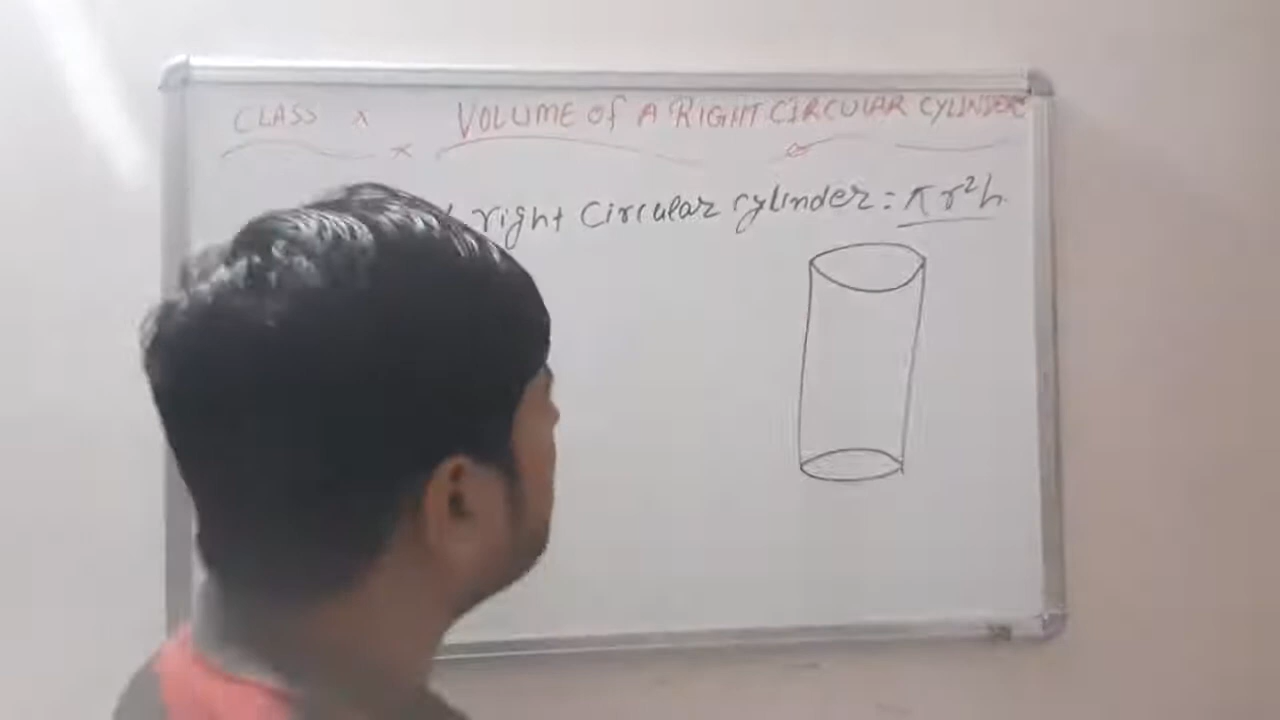 CLASS X VOLUME OF A RIGHT CIRCULAR CYLINDER
right Circular cylinder = πr²h